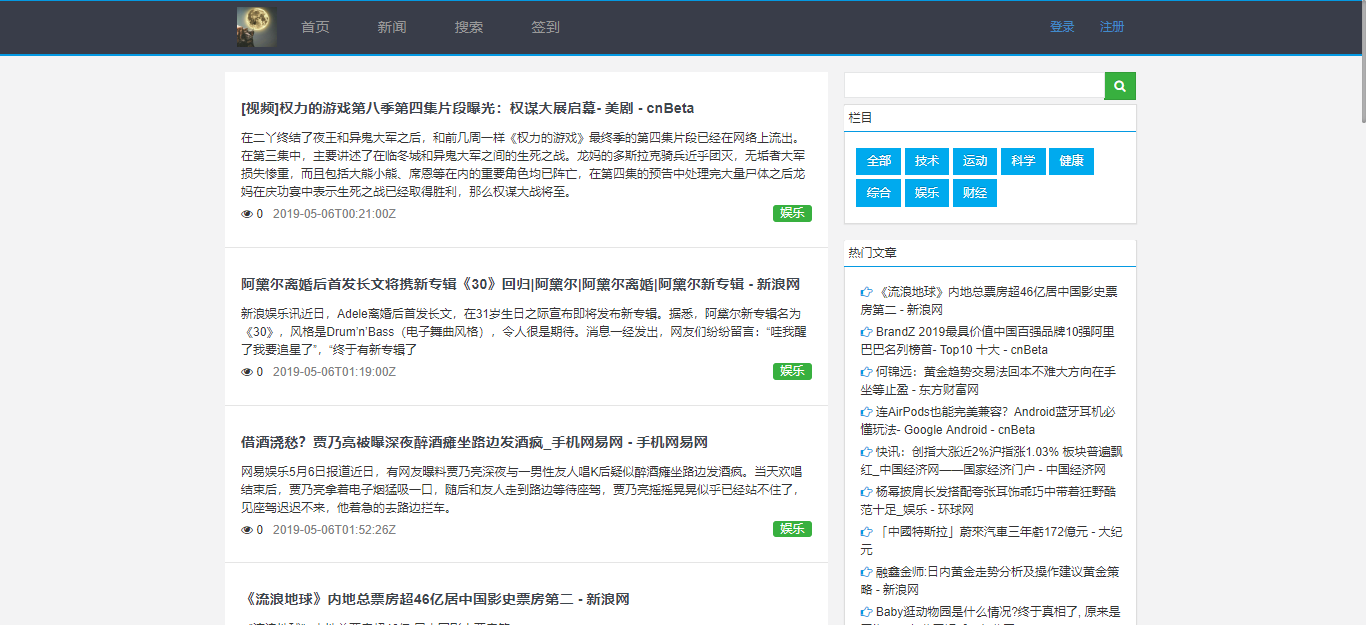 首页 新闻 搜索 签到 登录 注册
[视频]权力的游戏第八季第四集片段曝光：权谋大展启幕- 美剧 - cnBeta
在二丫终结了夜王和异鬼大军之后，和前几周一样《权力的游戏》最终季的第四集片段已经在网络上流出。
在第三集中，主要讲述了在临冬城和异鬼大军之间的生死之战。龙妈的多斯拉克骑兵近乎团灭，无垢者大军
损失惨重，而且包括大熊小熊、席恩等在内的重要角色均已阵亡，在第四集的预告中处理完大量尸体之后龙
妈在庆功宴中表示生死之战已经取得胜利，那么权谋大战将至。
0 2019-05-06T00:21:00Z 娱乐
阿黛尔离婚后首发长文将携新专辑《30》回归|阿黛尔|阿黛尔离婚|阿黛尔新专辑 - 新浪网
新浪娱乐讯近日，Adele离婚后首发长文，在31岁生日之际宣布即将发布新专辑。据悉，阿黛尔新专辑名为
《30》，风格是Drum'n'Bass（电子舞曲风格），令人很是期待。消息一经发出，网友们纷纷留言：“哇我醒
了我要追星了”，“终于有新专辑了
0 2019-05-06T01:19:00Z 娱乐
借酒浇愁？贾乃亮被曝深夜醉酒瘫坐路边发酒疯_手机网易网 - 手机网易网
网易娱乐5月6日报道近日，有网友曝料贾乃亮深夜与一男性友人唱K后疑似醉酒瘫坐路边发酒疯。当天欢唱
结束后，贾乃亮拿着电子烟猛吸一口，随后和友人走到路边等待座驾，贾乃亮摇摇晃晃似乎已经站不住了，
见座驾迟迟不来，他着急的去路边拦车。
0 2019-05-06T01:52:26Z 娱乐
《流浪地球》内地总票房超46亿居中国影史票房第二 - 新浪网
栏目
全部 技术 运动 科学 健康
综合 娱乐 财经
热门文章
《流浪地球》内地总票房超46亿居中国影史票
房第二 - 新浪网
BrandZ 2019最具价值中国百强品牌10强阿里
巴巴名列榜首- Top10 十大 - cnBeta
何锦远：黄金趋势交易法回本不难大方向在手
坐等止盈 - 东方财富网
连AirPods也能完美兼容？Android蓝牙耳机必
懂玩法- Google Android - cnBeta
快讯：创指大涨近2%沪指涨1.03% 板块普遍飘
红_中国经济网——国家经济门户 - 中国经济网
杨幂披肩长发搭配夸张耳饰乖巧中带着狂野酷
范十足_娱乐 - 环球网
「中國特斯拉」蔚來汽車三年虧172億元 - 大纪
元
融鑫金师:日内黄金走势分析及操作建议黄金策
略 - 新浪网
Baby逛动物园是什么情况?终于真相了, 原来是